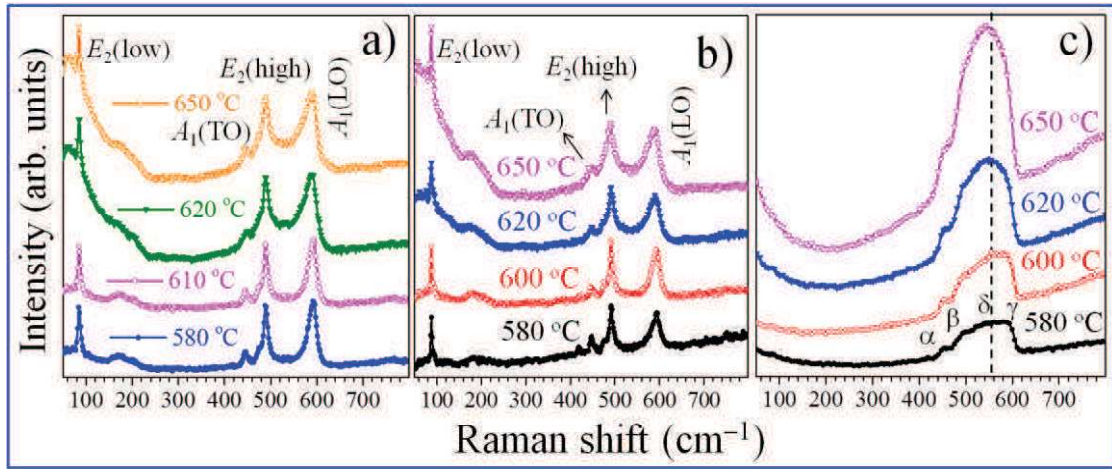 Intensity (arb. units)
a)
E₂(low)
E₂(high)
A₁(LO)
650 °C
A₁(TO)
620 °C
610 °C
580 °C
100 200 300 400 500 600 700
b)
E₂(low)
E₂(high)
A₁(TO)
A₁(LO)
650 °C
620 °C
600 °C
580 °C
100 200 300 400 500 600 700
c)
650 °C
620 °C
600 °C
α β δ γ 580 °C
100 200 300 400 500 600 700
Raman shift (cm⁻¹)